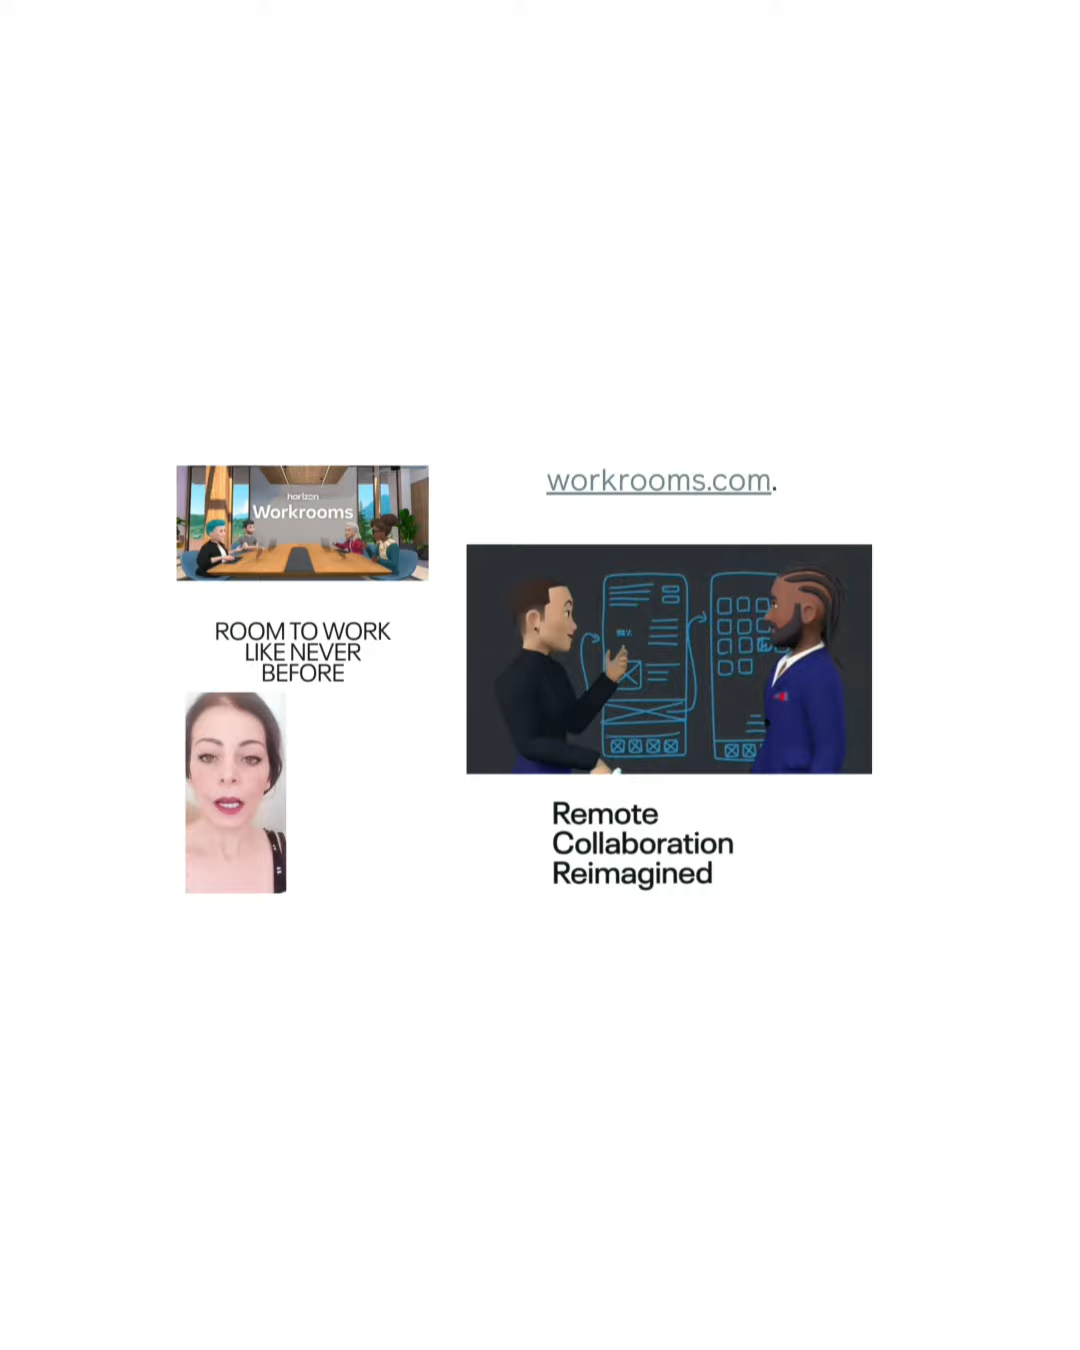 horizon
Workrooms
ROOM TO WORK
LIKE NEVER
BEFORE
workrooms.com.
Remote
Collaboration
Reimagined